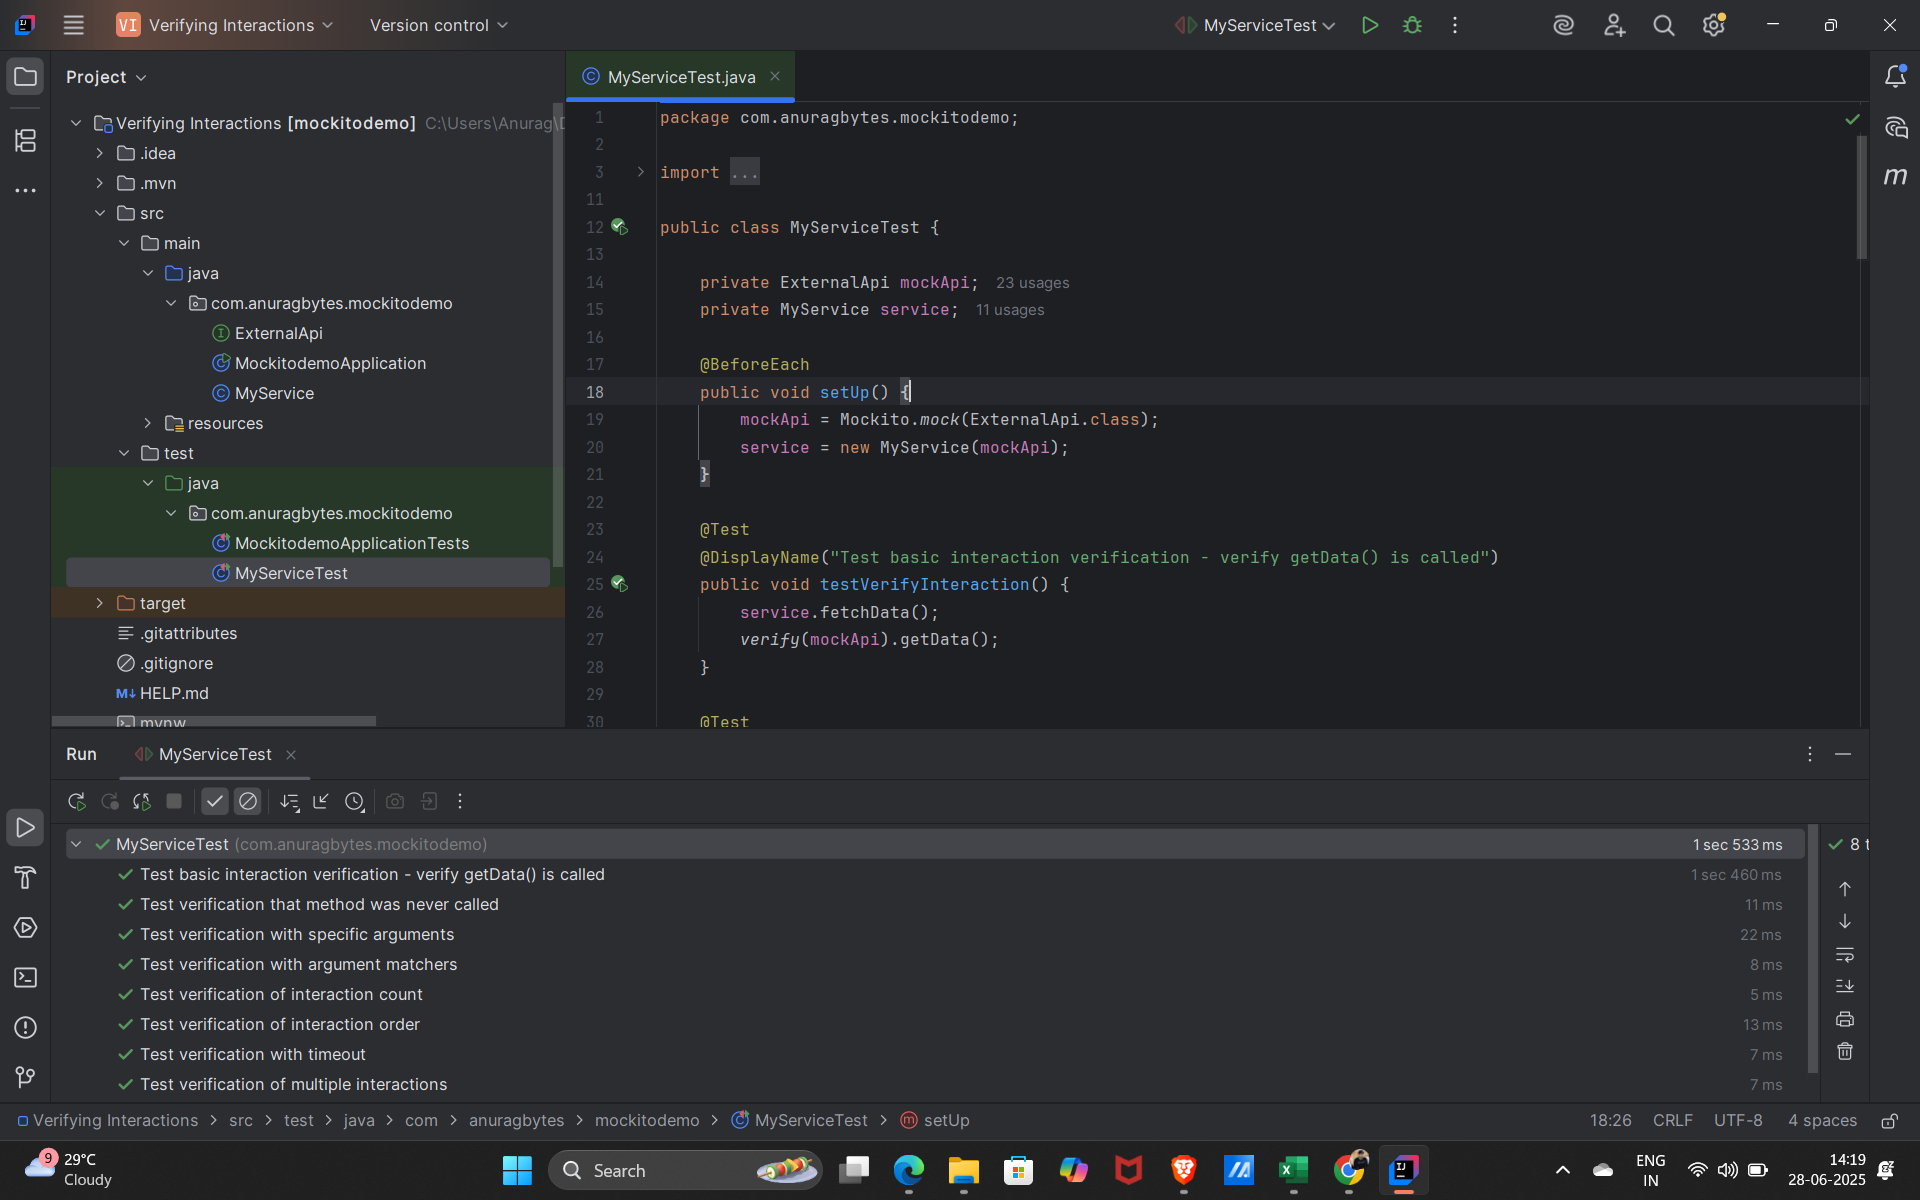 VI Verifying Interactions Version control MyServiceTest
Project
Verifying Interactions [mockitodemo] C:\Users\Anurag\
.idea
.mvn
src
main
java
com.anuragbytes.mockitodemo
ExternalApi
MockitodemoApplication
MyService
resources
test
java
com.anuragbytes.mockitodemo
MockitodemoApplicationTests
MyServiceTest
target
.gitattributes
.gitignore
M↓ HELP.md
mvnw
MyServiceTest.java
1 package com.anuragbytes.mockitodemo;
2
3 import ...
11
12 public class MyServiceTest {
13
14 private ExternalApi mockApi; 23 usages
15 private MyService service; 11 usages
16
17 @BeforeEach
18 public void setUp() {
19 mockApi = Mockito.mock(ExternalApi.class);
20 service = new MyService(mockApi);
21 }
22
23 @Test
24 @DisplayName("Test basic interaction verification - verify getData() is called")
25 public void testVerifyInteraction() {
26 service.fetchData();
27 verify(mockApi).getData();
28 }
29
30 @Test
Run MyServiceTest
MyServiceTest (com.anuragbytes.mockitodemo) 1 sec 533 ms
Test basic interaction verification - verify getData() is called 1 sec 460 ms
Test verification that method was never called 11 ms
Test verification with specific arguments 22 ms
Test verification with argument matchers 8 ms
Test verification of interaction count 5 ms
Test verification of interaction order 13 ms
Test verification with timeout 7 ms
Test verification of multiple interactions 7 ms
8 t
Verifying Interactions > src > test > java > com > anuragbytes > mockitodemo > MyServiceTest > setUp 18:26 CRLF UTF-8 4 spaces
9 29°C
Cloudy
Search
ENG
IN
14:19
28-06-2025